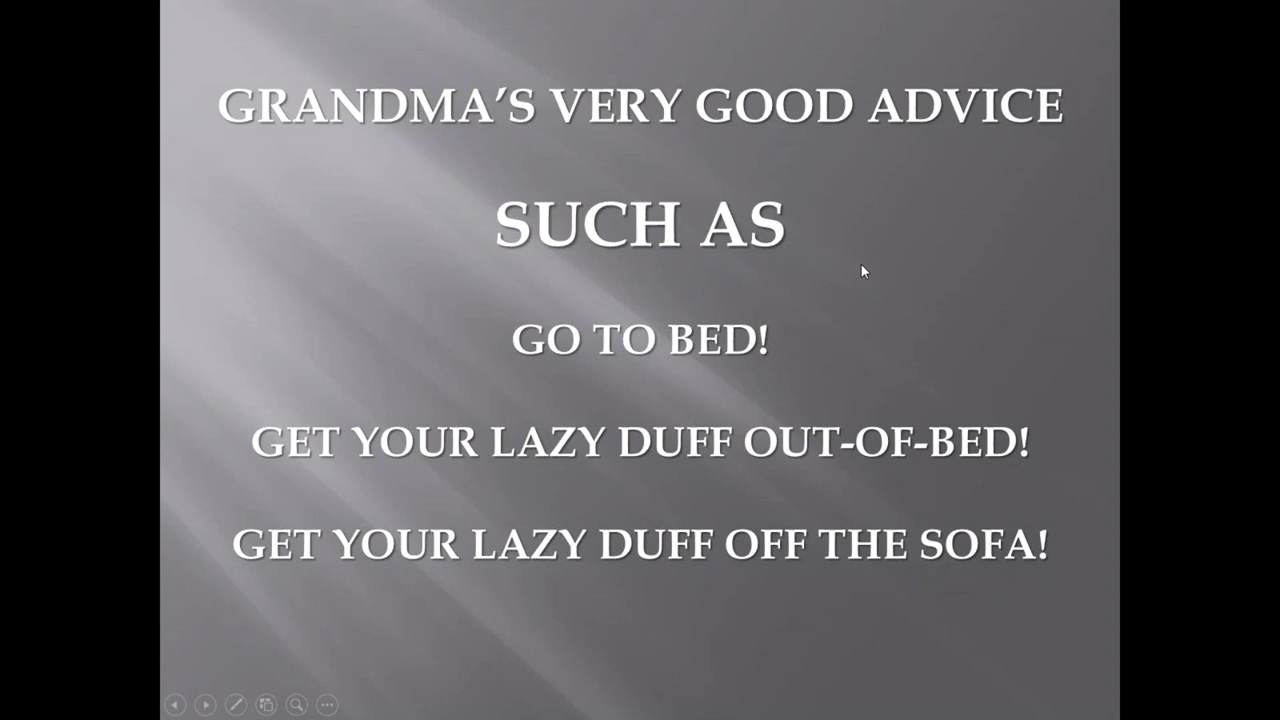 GRANDMA’S VERY GOOD ADVICE
SUCH AS
GO TO BED!
GET YOUR LAZY DUFF OUT-OF-BED!
GET YOUR LAZY DUFF OFF THE SOFA!